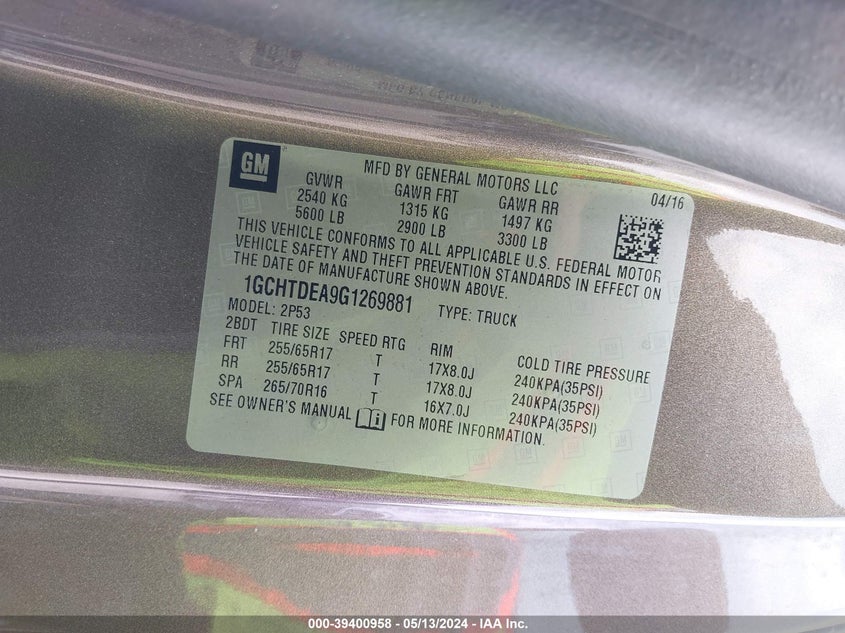 GM
MFD BY GENERAL MOTORS LLC
04/16
GVWR GAWR FRT GAWR RR
2540 KG 1315 KG 1497 KG
5600 LB 2900 LB 3300 LB
THIS VEHICLE CONFORMS TO ALL APPLICABLE U.S. FEDERAL MOTOR
VEHICLE SAFETY AND THEFT PREVENTION STANDARDS IN EFFECT ON
THE DATE OF MANUFACTURE SHOWN ABOVE.
1GCHTDEA9G1269881 TYPE: TRUCK
MODEL: 2P53
2BDT TIRE SIZE SPEED RTG RIM COLD TIRE PRESSURE
FRT 255/65R17 T 17X8.0J 240KPA(35PSI)
RR 255/65R17 T 17X8.0J 240KPA(35PSI)
SPA 265/70R16 T 16X7.0J 240KPA(35PSI)
SEE OWNER'S MANUAL FOR MORE INFORMATION.
000-39400958 - 05/13/2024 - IAA Inc.